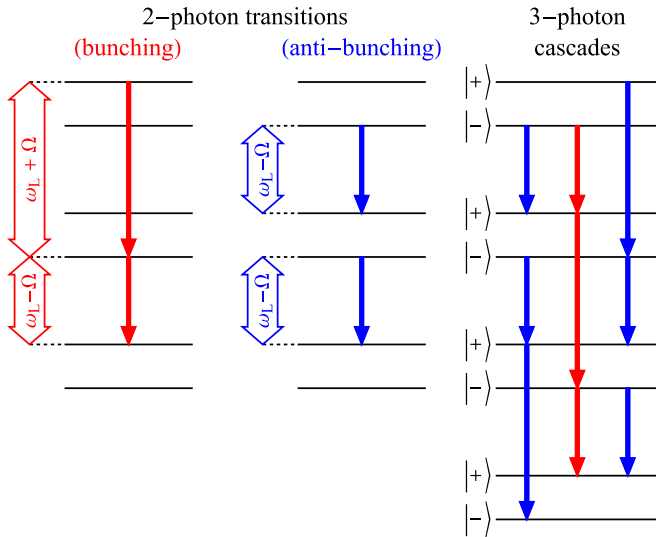 2−photon transitions
(bunching)
(anti−bunching)
3−photon
cascades
ω_L + Ω
ω_L−Ω
ω_L−Ω
ω_L−Ω
|+⟩
|−⟩
|+⟩
|−⟩
|+⟩
|−⟩
|+⟩
|−⟩